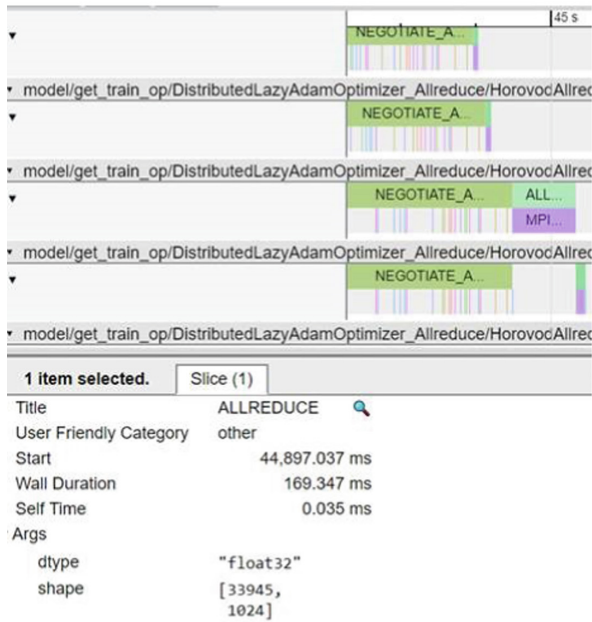 45 s
NEGOTIATE_A...
model/get_train_op/DistributedLazyAdamOptimizer_Allreduce/HorovodAllred
NEGOTIATE_A...
model/get_train_op/DistributedLazyAdamOptimizer_Allreduce/HorovodAllred
NEGOTIATE_A... ALL...
MPI...
model/get_train_op/DistributedLazyAdamOptimizer_Allreduce/HorovodAllred
NEGOTIATE_A...
model/get_train_op/DistributedLazyAdamOptimizer_Allreduce/HorovodAllred
1 item selected. Slice (1)
Title ALLREDUCE
User Friendly Category other
Start 44,897.037 ms
Wall Duration 169.347 ms
Self Time 0.035 ms
Args
dtype "float32"
shape [33945,
1024]